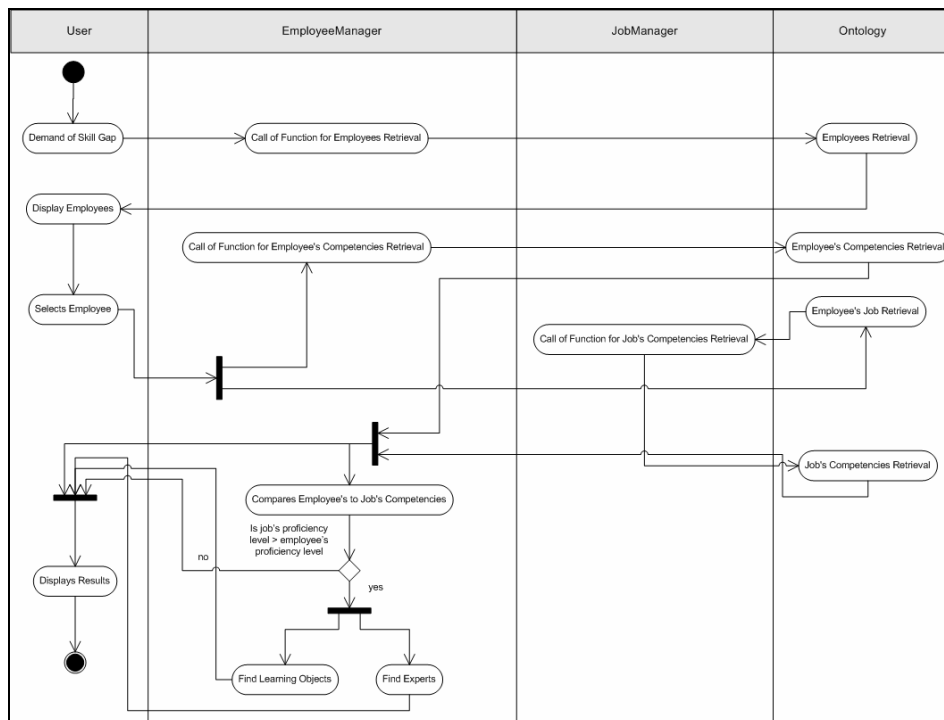 User
EmployeeManager
JobManager
Ontology
Demand of Skill Gap
Call of Function for Employees Retrieval
Employees Retrieval
Display Employees
Call of Function for Employee's Competencies Retrieval
Employee's Competencies Retrieval
Selects Employee
Employee's Job Retrieval
Call of Function for Job's Competencies Retrieval
Job's Competencies Retrieval
Compares Employee's to Job's Competencies
Is job's proficiency
level > employee's
proficiency level
no
yes
Displays Results
Find Learning Objects
Find Experts